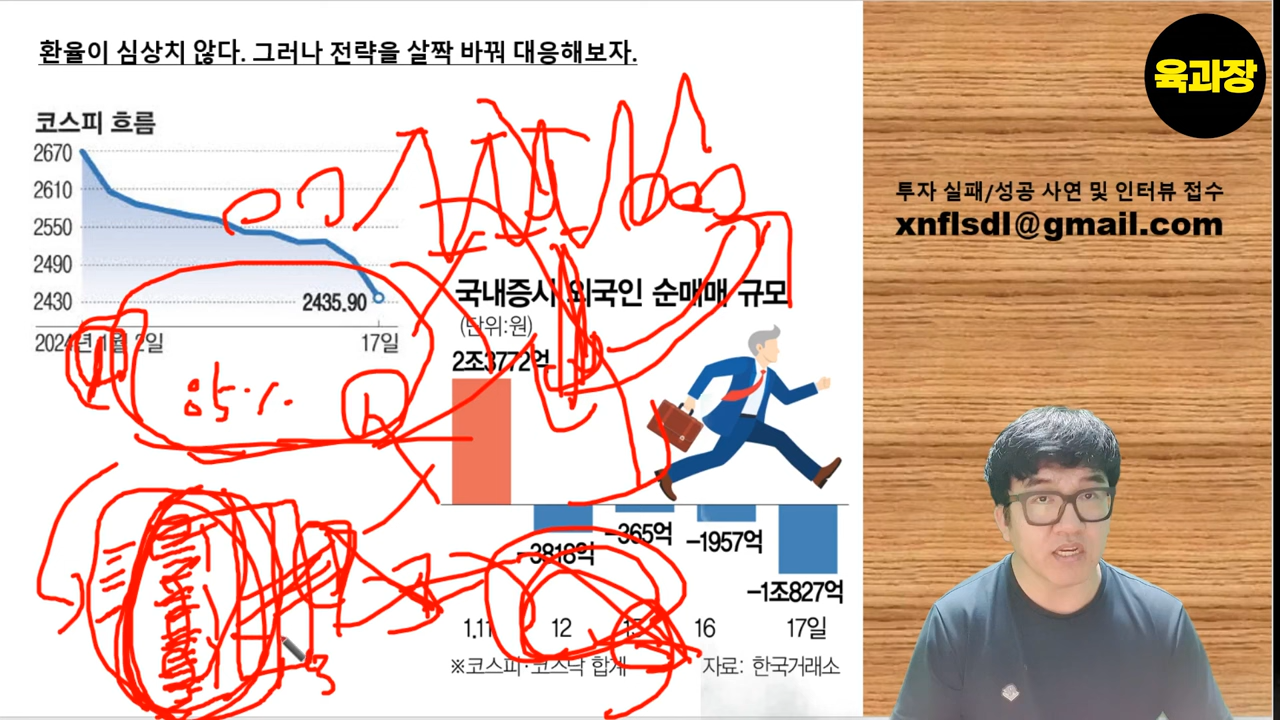 환율이 심상치 않다. 그러나 전략을 살짝 바꿔 대응해보자.
육과장
투자 실패/성공 사연 및 인터뷰 접수
xnflsdl@gmail.com
코스피 흐름
2670
2610
2550
2490
2430
2435.90
2024년 1월 2일
17일
국내증시 외국인 순매매 규모
(단위:원)
2조3772억
-3818억
-365억
-1957억
-1조827억
1.11
12
16
17일
※코스피·코스닥 합계
자료: 한국거래소